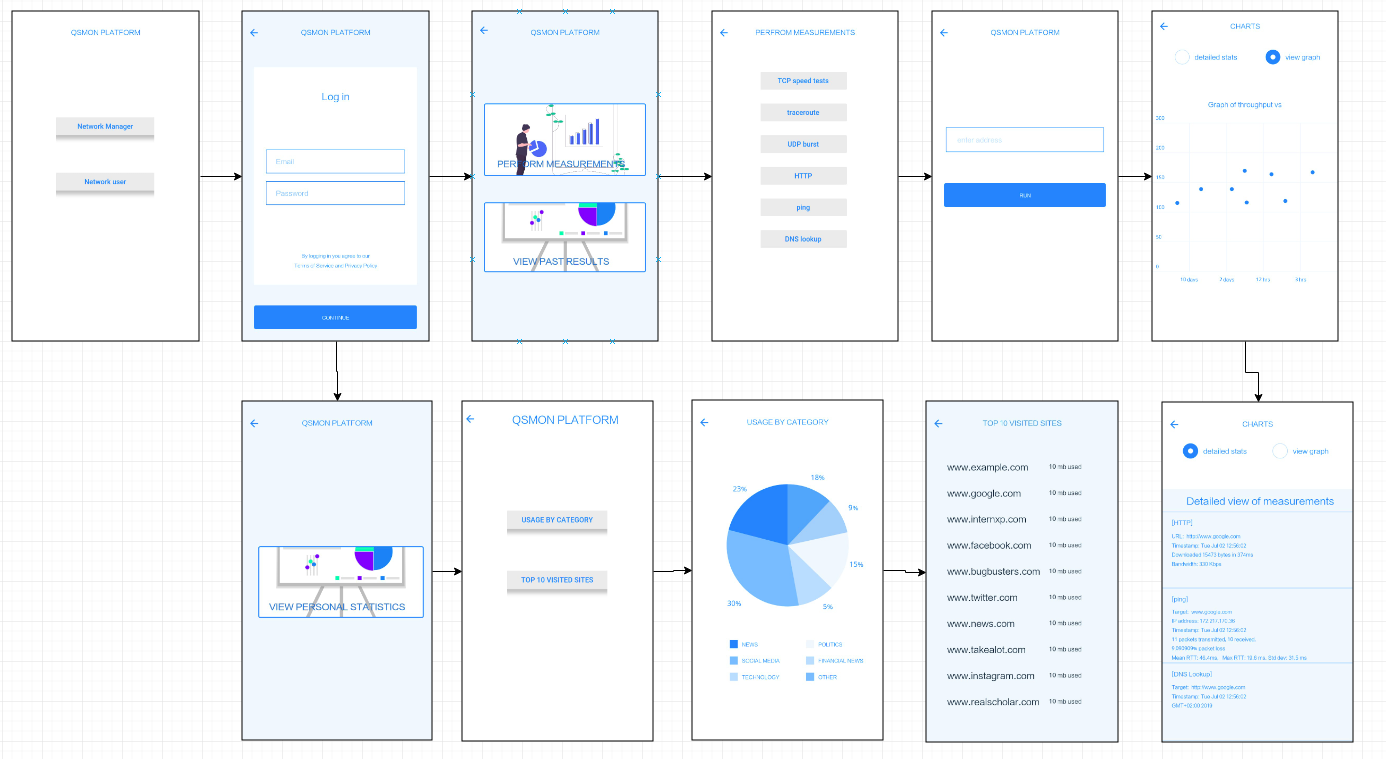 QSMON PLATFORM
Network Manager
Network user
QSMON PLATFORM
Log in
Email
Password
By logging in you agree to our
Terms of Service and Privacy Policy
CONTINUE
QSMON PLATFORM
PERFORM MEASUREMENTS
VIEW PAST RESULTS
PERFROM MEASUREMENTS
TCP speed tests
traceroute
UDP burst
HTTP
ping
DNS lookup
QSMON PLATFORM
enter address
RUN
CHARTS
detailed stats
view graph
Graph of throughput vs
300
200
150
100
50
0
10 days
2 days
12 hrs
QSMON PLATFORM
VIEW PERSONAL STATISTICS
QSMON PLATFORM
USAGE BY CATEGORY
TOP 10 VISITED SITES
USAGE BY CATEGORY
18%
23%
9%
15%
30%
5%
NEWS
POLITICS
SOCIAL MEDIA
FINANCIAL NEWS
TECHNOLOGY
OTHER
TOP 10 VISITED SITES
www.example.com 10 mb used
www.google.com 10 mb used
www.internxp.com 10 mb used
www.facebook.com 10 mb used
www.bugbusters.com 10 mb used
www.twitter.com 10 mb used
www.news.com 10 mb used
www.takealot.com 10 mb used
www.instagram.com 10 mb used
www.realscholar.com 10 mb used
CHARTS
detailed stats
view graph
Detailed view of measurements
[HTTP]
URL: http://www.google.com
Timestamp: Tue Jul 02 12:56:02
Downloaded 15473 bytes in 374ms
Bandwidth: 330 Kbps
[ping]
Target: www.google.com
IP address: 172.217.170.36
Timestamp: Tue Jul 02 12:56:02
11 packets transmitted, 10 received,
9.090909% packet loss
Mean RTT: 48.4ms, Max RTT: 19.8 ms, Std dev: 31.5 ms
[DNS Lookup]
Target: http://www.google.com
Timestamp: Tue Jul 02 12:56:02
GMT+02:00 2019